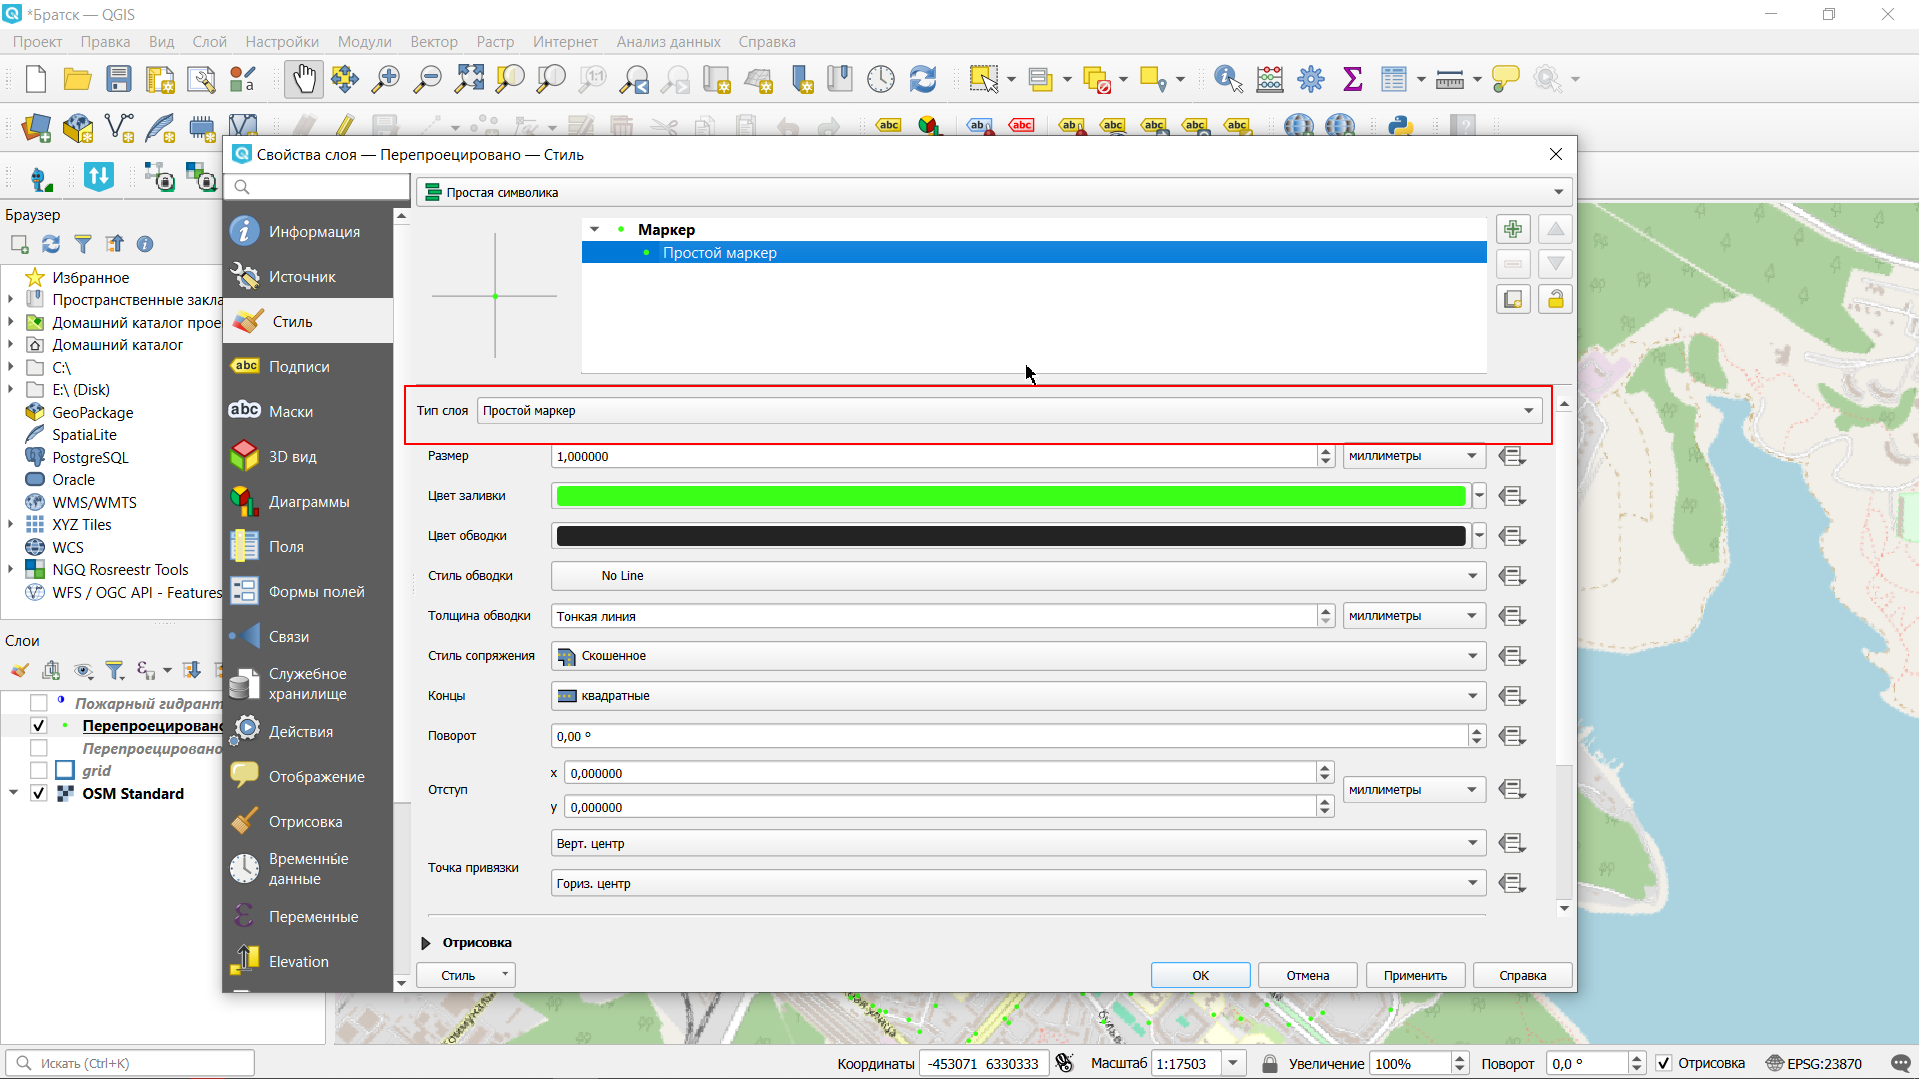 *Братск — QGIS
Проект Правка Вид Слой Настройки Модули Вектор Растр Интернет Анализ данных Справка
Свойства слоя — Перепроецировано — Стиль
Браузер
Избранное
Пространственные закла
Домашний каталог прое
Домашний каталог
C:\
E:\ (Disk)
GeoPackage
SpatiaLite
PostgreSQL
Oracle
WMS/WMTS
XYZ Tiles
WCS
NGQ Rosreestr Tools
WFS / OGC API - Features
Слои
Пожарный гидрант
Перепроецировано
Перепроецировано
grid
OSM Standard
Информация
Источник
Стиль
Подписи
Маски
3D вид
Диаграммы
Поля
Формы полей
Связи
Служебное
хранилище
Действия
Отображение
Отрисовка
Временные
данные
Переменные
Elevation
Простая символика
Маркер
Простой маркер
Тип слоя Простой маркер
Размер 1,000000 миллиметры
Цвет заливки
Цвет обводки
Стиль обводки No Line
Толщина обводки Тонкая линия миллиметры
Стиль сопряжения Скошенное
Концы квадратные
Поворот 0,00 °
x 0,000000
Отступ миллиметры
y 0,000000
Верт. центр
Точка привязки
Гориз. центр
Отрисовка
Стиль OK Отмена Применить Справка
Искать (Ctrl+K) Координаты -453071 6330333 Масштаб 1:17503 Увеличение 100% Поворот 0,0 ° Отрисовка EPSG:23870